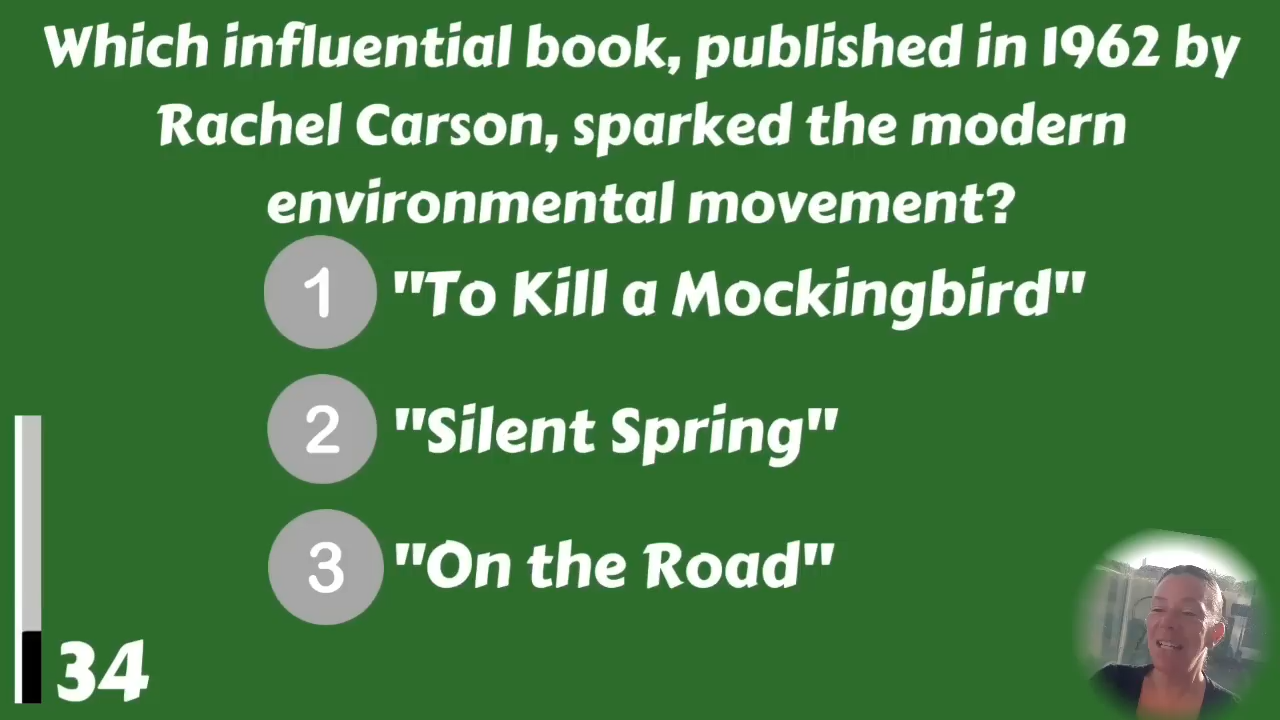 Which influential book, published in 1962 by
Rachel Carson, sparked the modern
environmental movement?
1 "To Kill a Mockingbird"
2 "Silent Spring"
3 "On the Road"
34